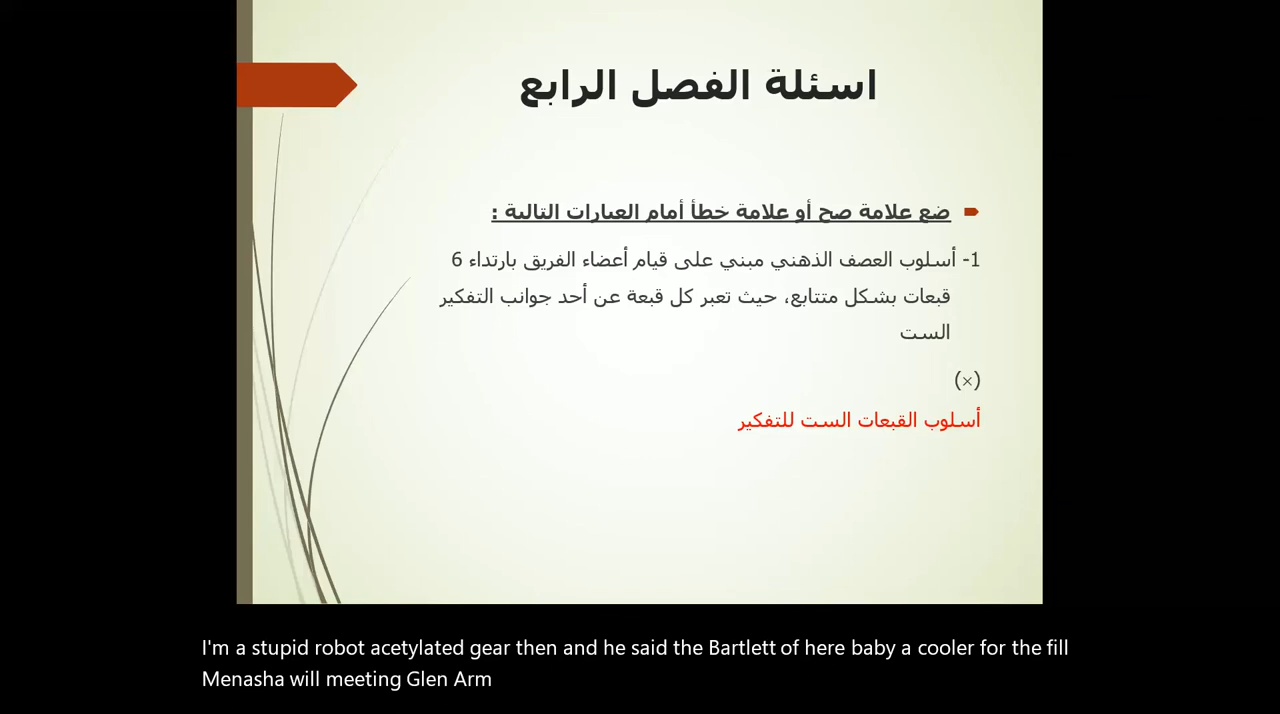 اسئلة الفصل الرابع
ضع علامة صح أو علامة خطأ أمام العبارات التالية :
1- أسلوب العصف الذهني مبني على قيام أعضاء الفريق بارتداء 6
قبعات بشكل متتابع، حيث تعبر كل قبعة عن أحد جوانب التفكير
الست
(×)
أسلوب القبعات الست للتفكير
I'm a stupid robot acetylated gear then and he said the Bartlett of here baby a cooler for the fill
Menasha will meeting Glen Arm